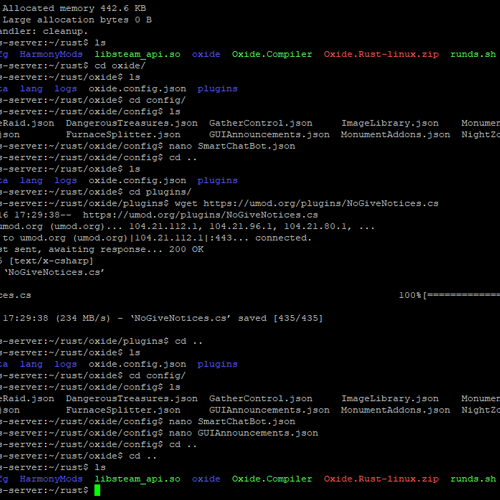 Allocated memory 442.6 KB
Large allocation bytes 0 B
andler: cleanup.
s-server:~/rust$ ls
fg HarmonyMods libsteam_api.so oxide Oxide.Compiler Oxide.Rust-linux.zip runds.sh
s-server:~/rust$ cd oxide/
s-server:~/rust/oxide$ ls
ta lang logs oxide.config.json plugins
s-server:~/rust/oxide$ cd config/
s-server:~/rust/oxide/config$ ls
eRaid.json DangerousTreasures.json GatherControl.json ImageLibrary.json Monumen
json FurnaceSplitter.json GUIAnnouncements.json MonumentAddons.json NightZo
s-server:~/rust/oxide/config$ nano SmartChatBot.json
s-server:~/rust/oxide/config$ cd ..
s-server:~/rust/oxide$ ls
ta lang logs oxide.config.json plugins
s-server:~/rust/oxide$ cd plugins/
s-server:~/rust/oxide/plugins$ wget https://umod.org/plugins/NoGiveNotices.cs
16 17:29:38-- https://umod.org/plugins/NoGiveNotices.cs
umod.org (umod.org)... 104.21.112.1, 104.21.96.1, 104.21.80.1, ...
 to umod.org (umod.org)|104.21.112.1|:443... connected.
st sent, awaiting response... 200 OK
5 [text/x-csharp]
‘NoGiveNotices.cs’
ces.cs 100%[=============
17:29:38 (234 MB/s) - ‘NoGiveNotices.cs’ saved [435/435]
s-server:~/rust/oxide/plugins$ cd ..
s-server:~/rust/oxide$ ls
ta lang logs oxide.config.json plugins
s-server:~/rust/oxide$ cd config/
s-server:~/rust/oxide/config$ ls
eRaid.json DangerousTreasures.json GatherControl.json ImageLibrary.json Monumen
json FurnaceSplitter.json GUIAnnouncements.json MonumentAddons.json NightZo
s-server:~/rust/oxide/config$ nano SmartChatBot.json
s-server:~/rust/oxide/config$ nano GUIAnnouncements.json
s-server:~/rust/oxide/config$ cd ..
s-server:~/rust/oxide$ cd ..
s-server:~/rust$ ls
fg HarmonyMods libsteam_api.so oxide Oxide.Compiler Oxide.Rust-linux.zip runds.sh
s-server:~/rust$